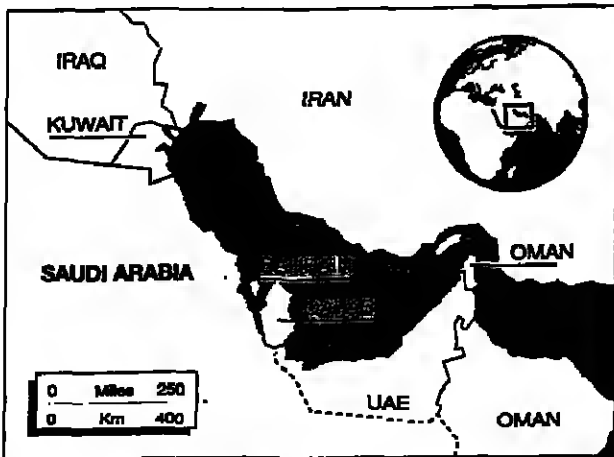 IRAQ
IRAN
KUWAIT
OMAN
SAUDI ARABIA
0 Miles 250
0 Km 400
UAE
OMAN